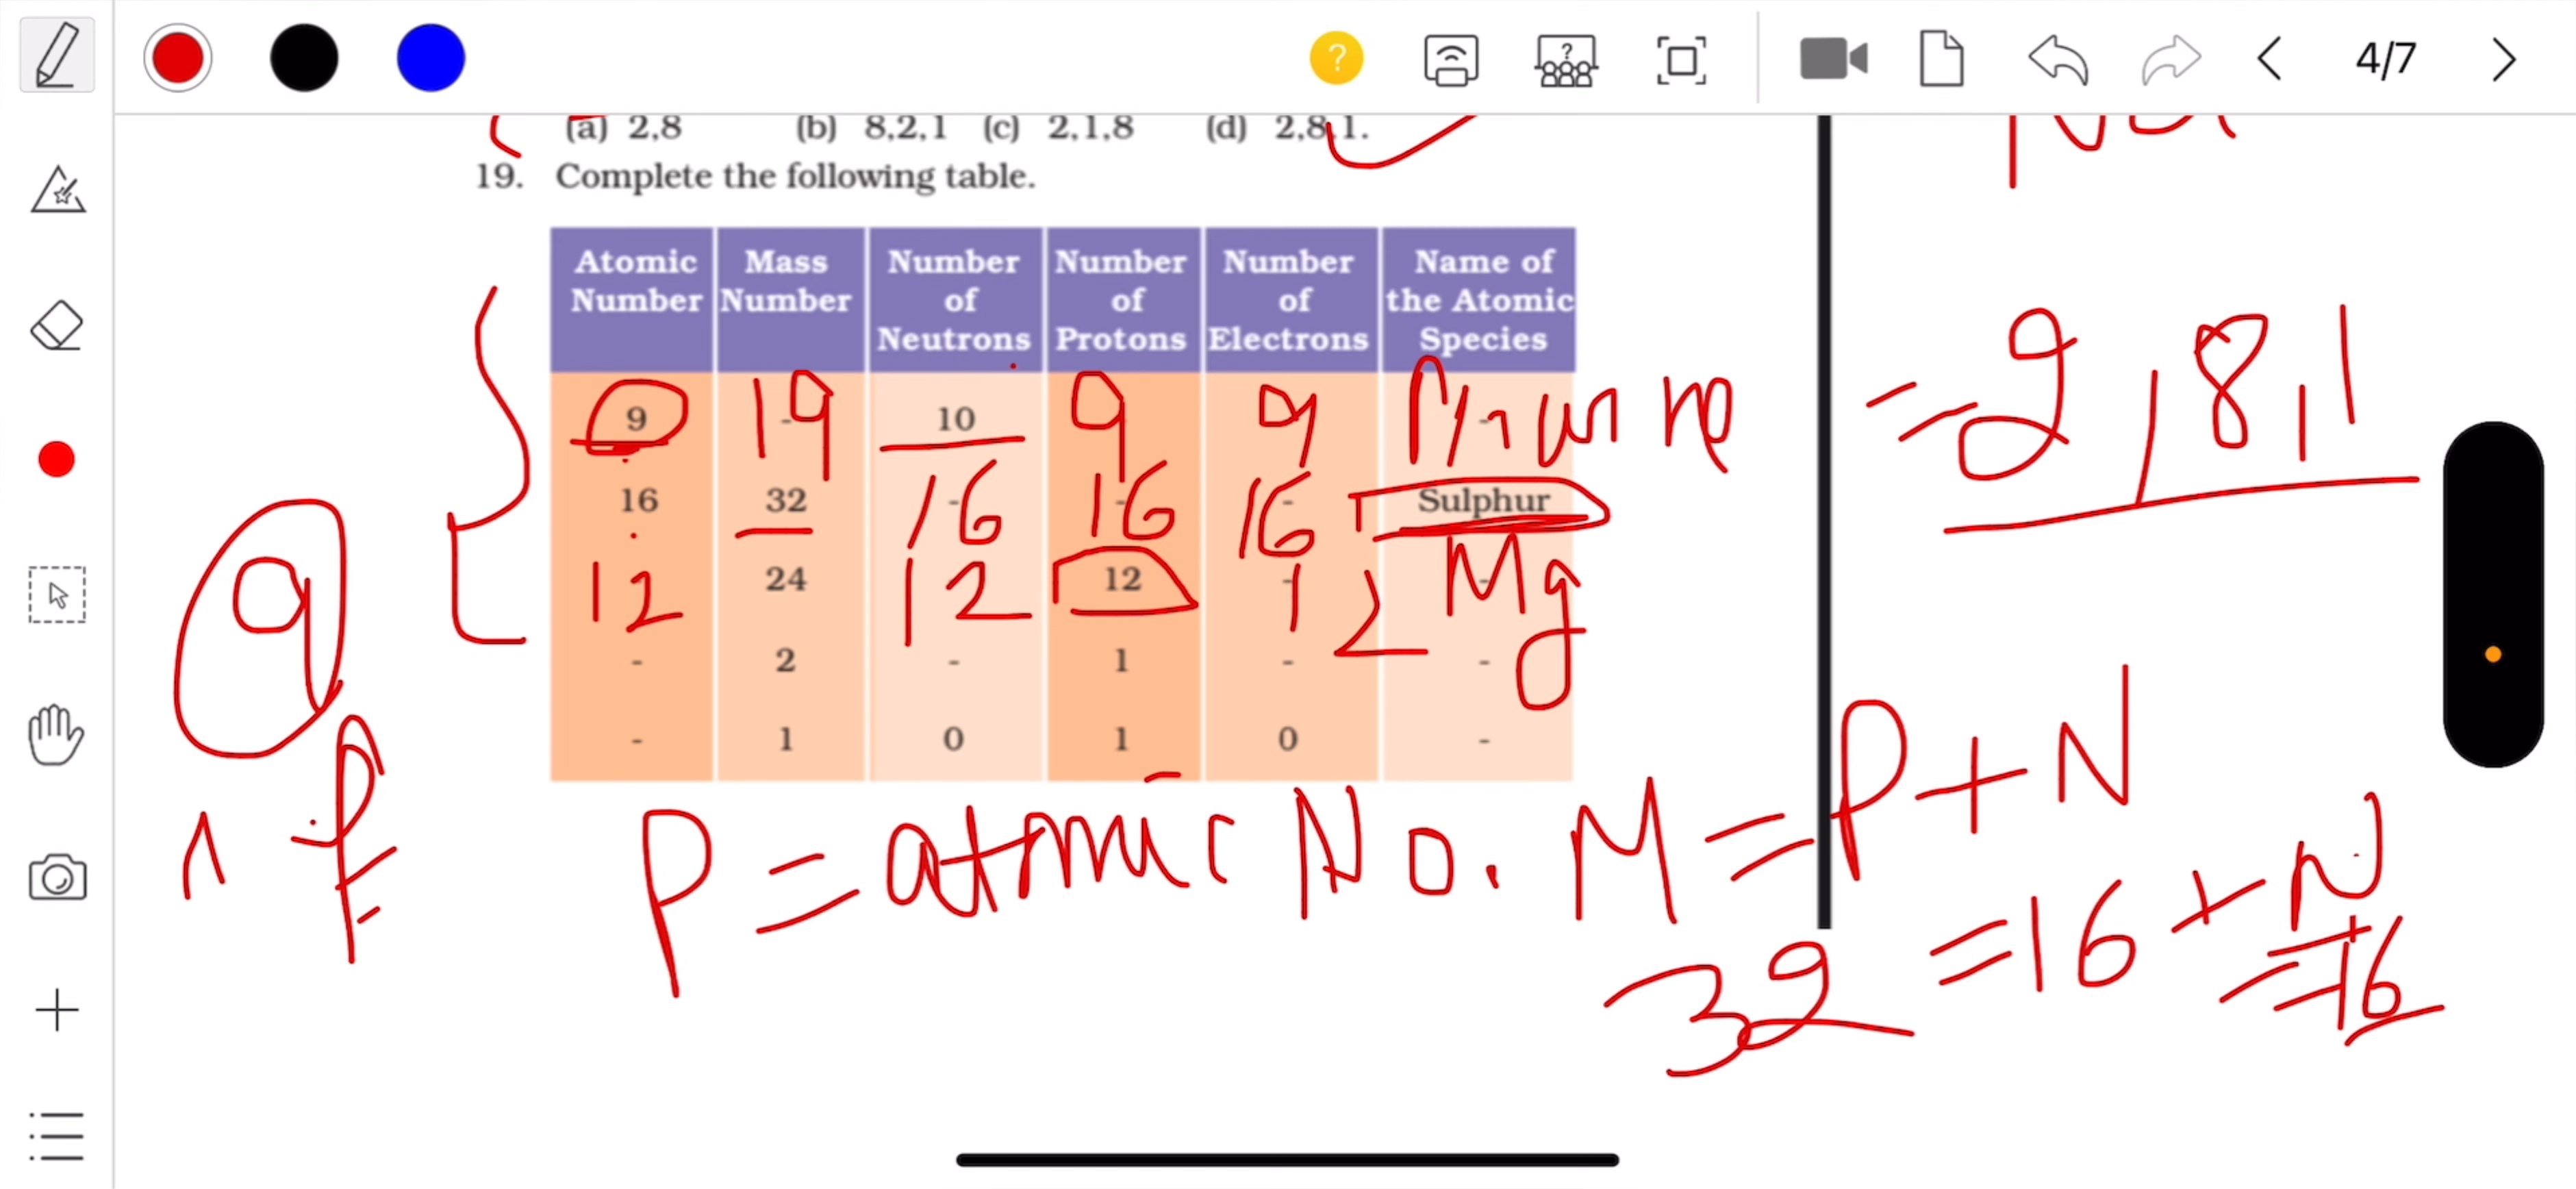 4/7
(a) 2,8 (b) 8,2,1 (c) 2,1,8 (d) 2,8,1.
19. Complete the following table.
Atomic Number Mass Number Number of Neutrons Number of Protons Number of Electrons Name of the Atomic Species
9 19 10 9 9 -
= 2,8,1
16 32 16 16 16 Sulphur
12 24 12 12 12 Mg
9
- 2 - 1 - -
- 1 0 1 0 -
P = atomic No. M = P + N
32 = 16 + N
= 16